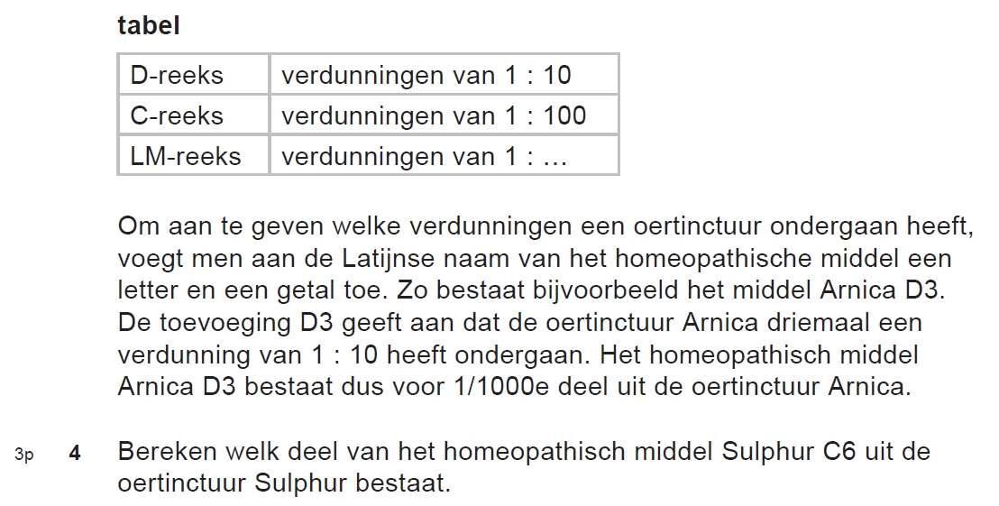 tabel
D-reeks verdunningen van 1 : 10
C-reeks verdunningen van 1 : 100
LM-reeks verdunningen van 1 : …
Om aan te geven welke verdunningen een oertinctuur ondergaan heeft,
voegt men aan de Latijnse naam van het homeopathische middel een
letter en een getal toe. Zo bestaat bijvoorbeeld het middel Arnica D3.
De toevoeging D3 geeft aan dat de oertinctuur Arnica driemaal een
verdunning van 1 : 10 heeft ondergaan. Het homeopathisch middel
Arnica D3 bestaat dus voor 1/1000e deel uit de oertinctuur Arnica.
3p 4 Bereken welk deel van het homeopathisch middel Sulphur C6 uit de
oertinctuur Sulphur bestaat.